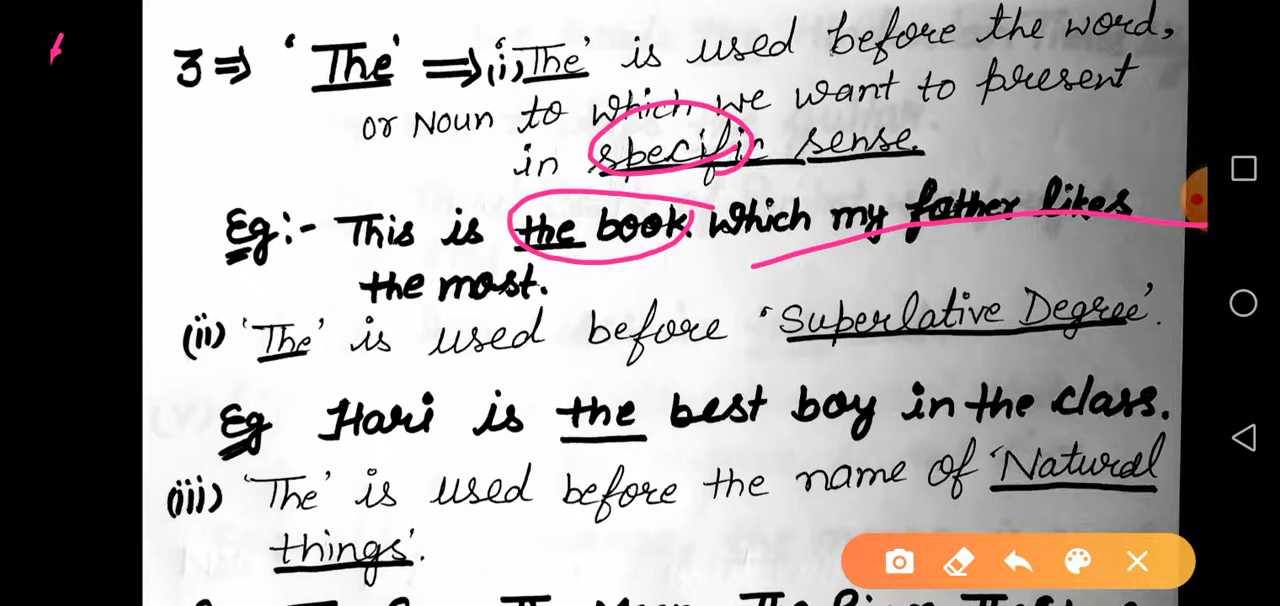 3⇒ 'The' ⇒(i) 'The' is used before the word,
or Noun to which we want to present
in specific sense.
Eg:- This is the book which my father likes
the most.
(ii) 'The' is used before 'Superlative Degree'.
Eg Hari is the best boy in the class.
(iii) 'The' is used before the name of 'Natural
things'.